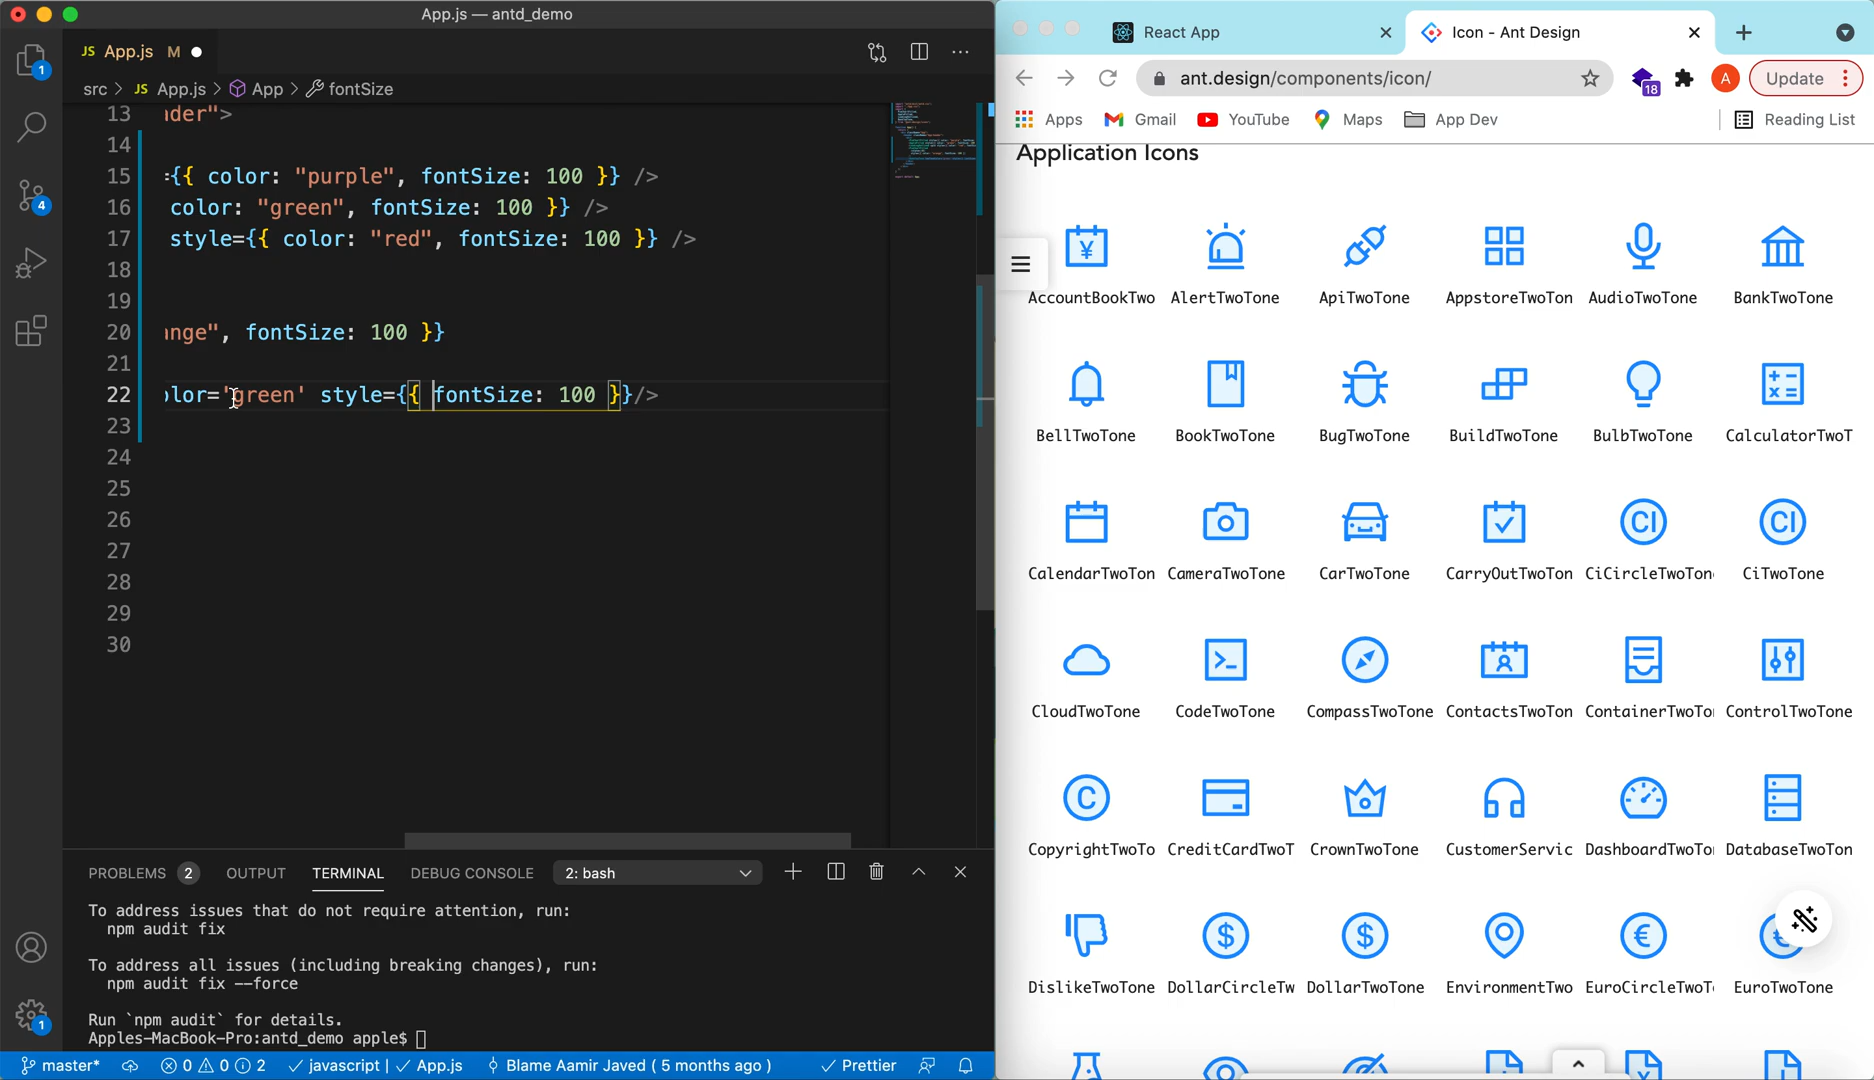 App.js — antd_demo
JS App.js M
src > JS App.js > App > fontSize
13 ader">
14
15 ={{ color: "purple", fontSize: 100 }} />
16 color: "green", fontSize: 100 }} />
17 style={{ color: "red", fontSize: 100 }} />
18
19
20 ange", fontSize: 100 }}
21
22 olor='green' style={{ fontSize: 100 }}/>
23
24
25
26
27
28
29
30
1
4
1
PROBLEMS 2 OUTPUT TERMINAL DEBUG CONSOLE 2: bash
To address issues that do not require attention, run:
npm audit fix
To address all issues (including breaking changes), run:
npm audit fix --force
Run `npm audit` for details.
Apples-MacBook-Pro:antd_demo apple$
master* 0 0 2 javascript | App.js Blame Aamir Javed ( 5 months ago ) Prettier
React App Icon - Ant Design
ant.design/components/icon/ 18 A Update
Apps Gmail YouTube Maps App Dev Reading List
Application Icons
AccountBookTwo AlertTwoTone ApiTwoTone AppstoreTwoTon AudioTwoTone BankTwoTone
BellTwoTone BookTwoTone BugTwoTone BuildTwoTone BulbTwoTone CalculatorTwoT
CalendarTwoTon CameraTwoTone CarTwoTone CarryOutTwoTon CiCircleTwoTon CiTwoTone
CloudTwoTone CodeTwoTone CompassTwoTone ContactsTwoTon ContainerTwoTo ControlTwoTone
CopyrightTwoTo CreditCardTwoT CrownTwoTone CustomerServic DashboardTwoTo DatabaseTwoTon
DislikeTwoTone DollarCircleTw DollarTwoTone EnvironmentTwo EuroCircleTwoT EuroTwoTone